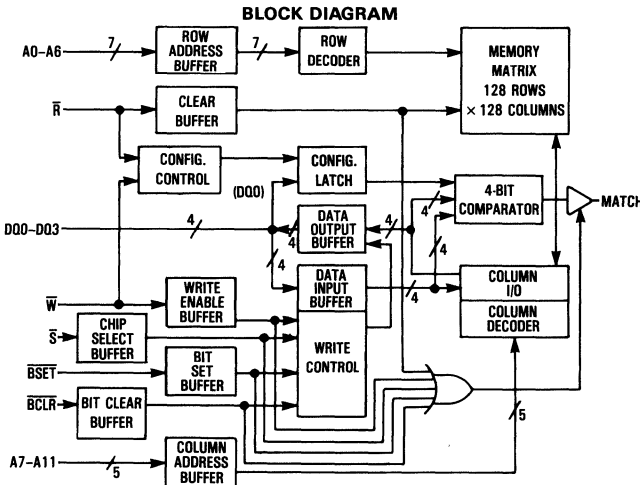 BLOCK DIAGRAM
A0–A6
7
ROW
ADDRESS
BUFFER
7
ROW
DECODER
MEMORY
MATRIX
128 ROWS
× 128 COLUMNS
R̅
CLEAR
BUFFER
CONFIG.
CONTROL
(DQ0)
CONFIG.
LATCH
4
4-BIT
COMPARATOR
MATCH
DQ0–DQ3
4
4
DATA
OUTPUT
BUFFER
4
4
4
W̅
WRITE
ENABLE
BUFFER
DATA
INPUT
BUFFER
4
COLUMN
I/O
COLUMN
DECODER
S̅
CHIP
SELECT
BUFFER
WRITE
CONTROL
B̅S̅E̅T̅
BIT
SET
BUFFER
B̅C̅L̅R̅
BIT CLEAR
BUFFER
5
A7–A11
5
COLUMN
ADDRESS
BUFFER